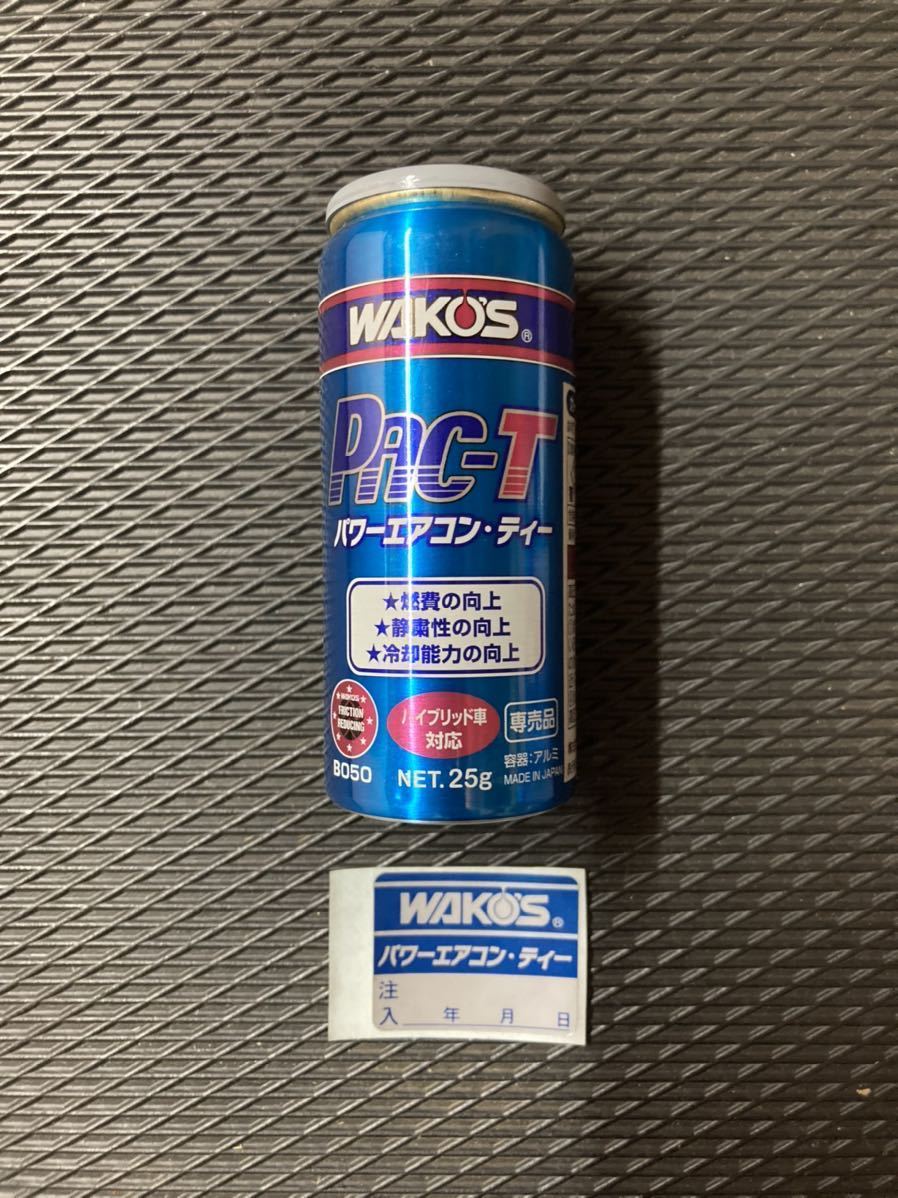 WAKO'S®
PAC-T
パワーエアコン・ティー
★燃費の向上
★静粛性の向上
★冷却能力の向上
WAKO'S
FRICTION
REDUCING
ハイブリッド車
対応
専売品
容器:アルミ
B050
NET.25g
MADE IN JAPAN
WAKO'S®
パワーエアコン・ティー
注
入 年 月 日